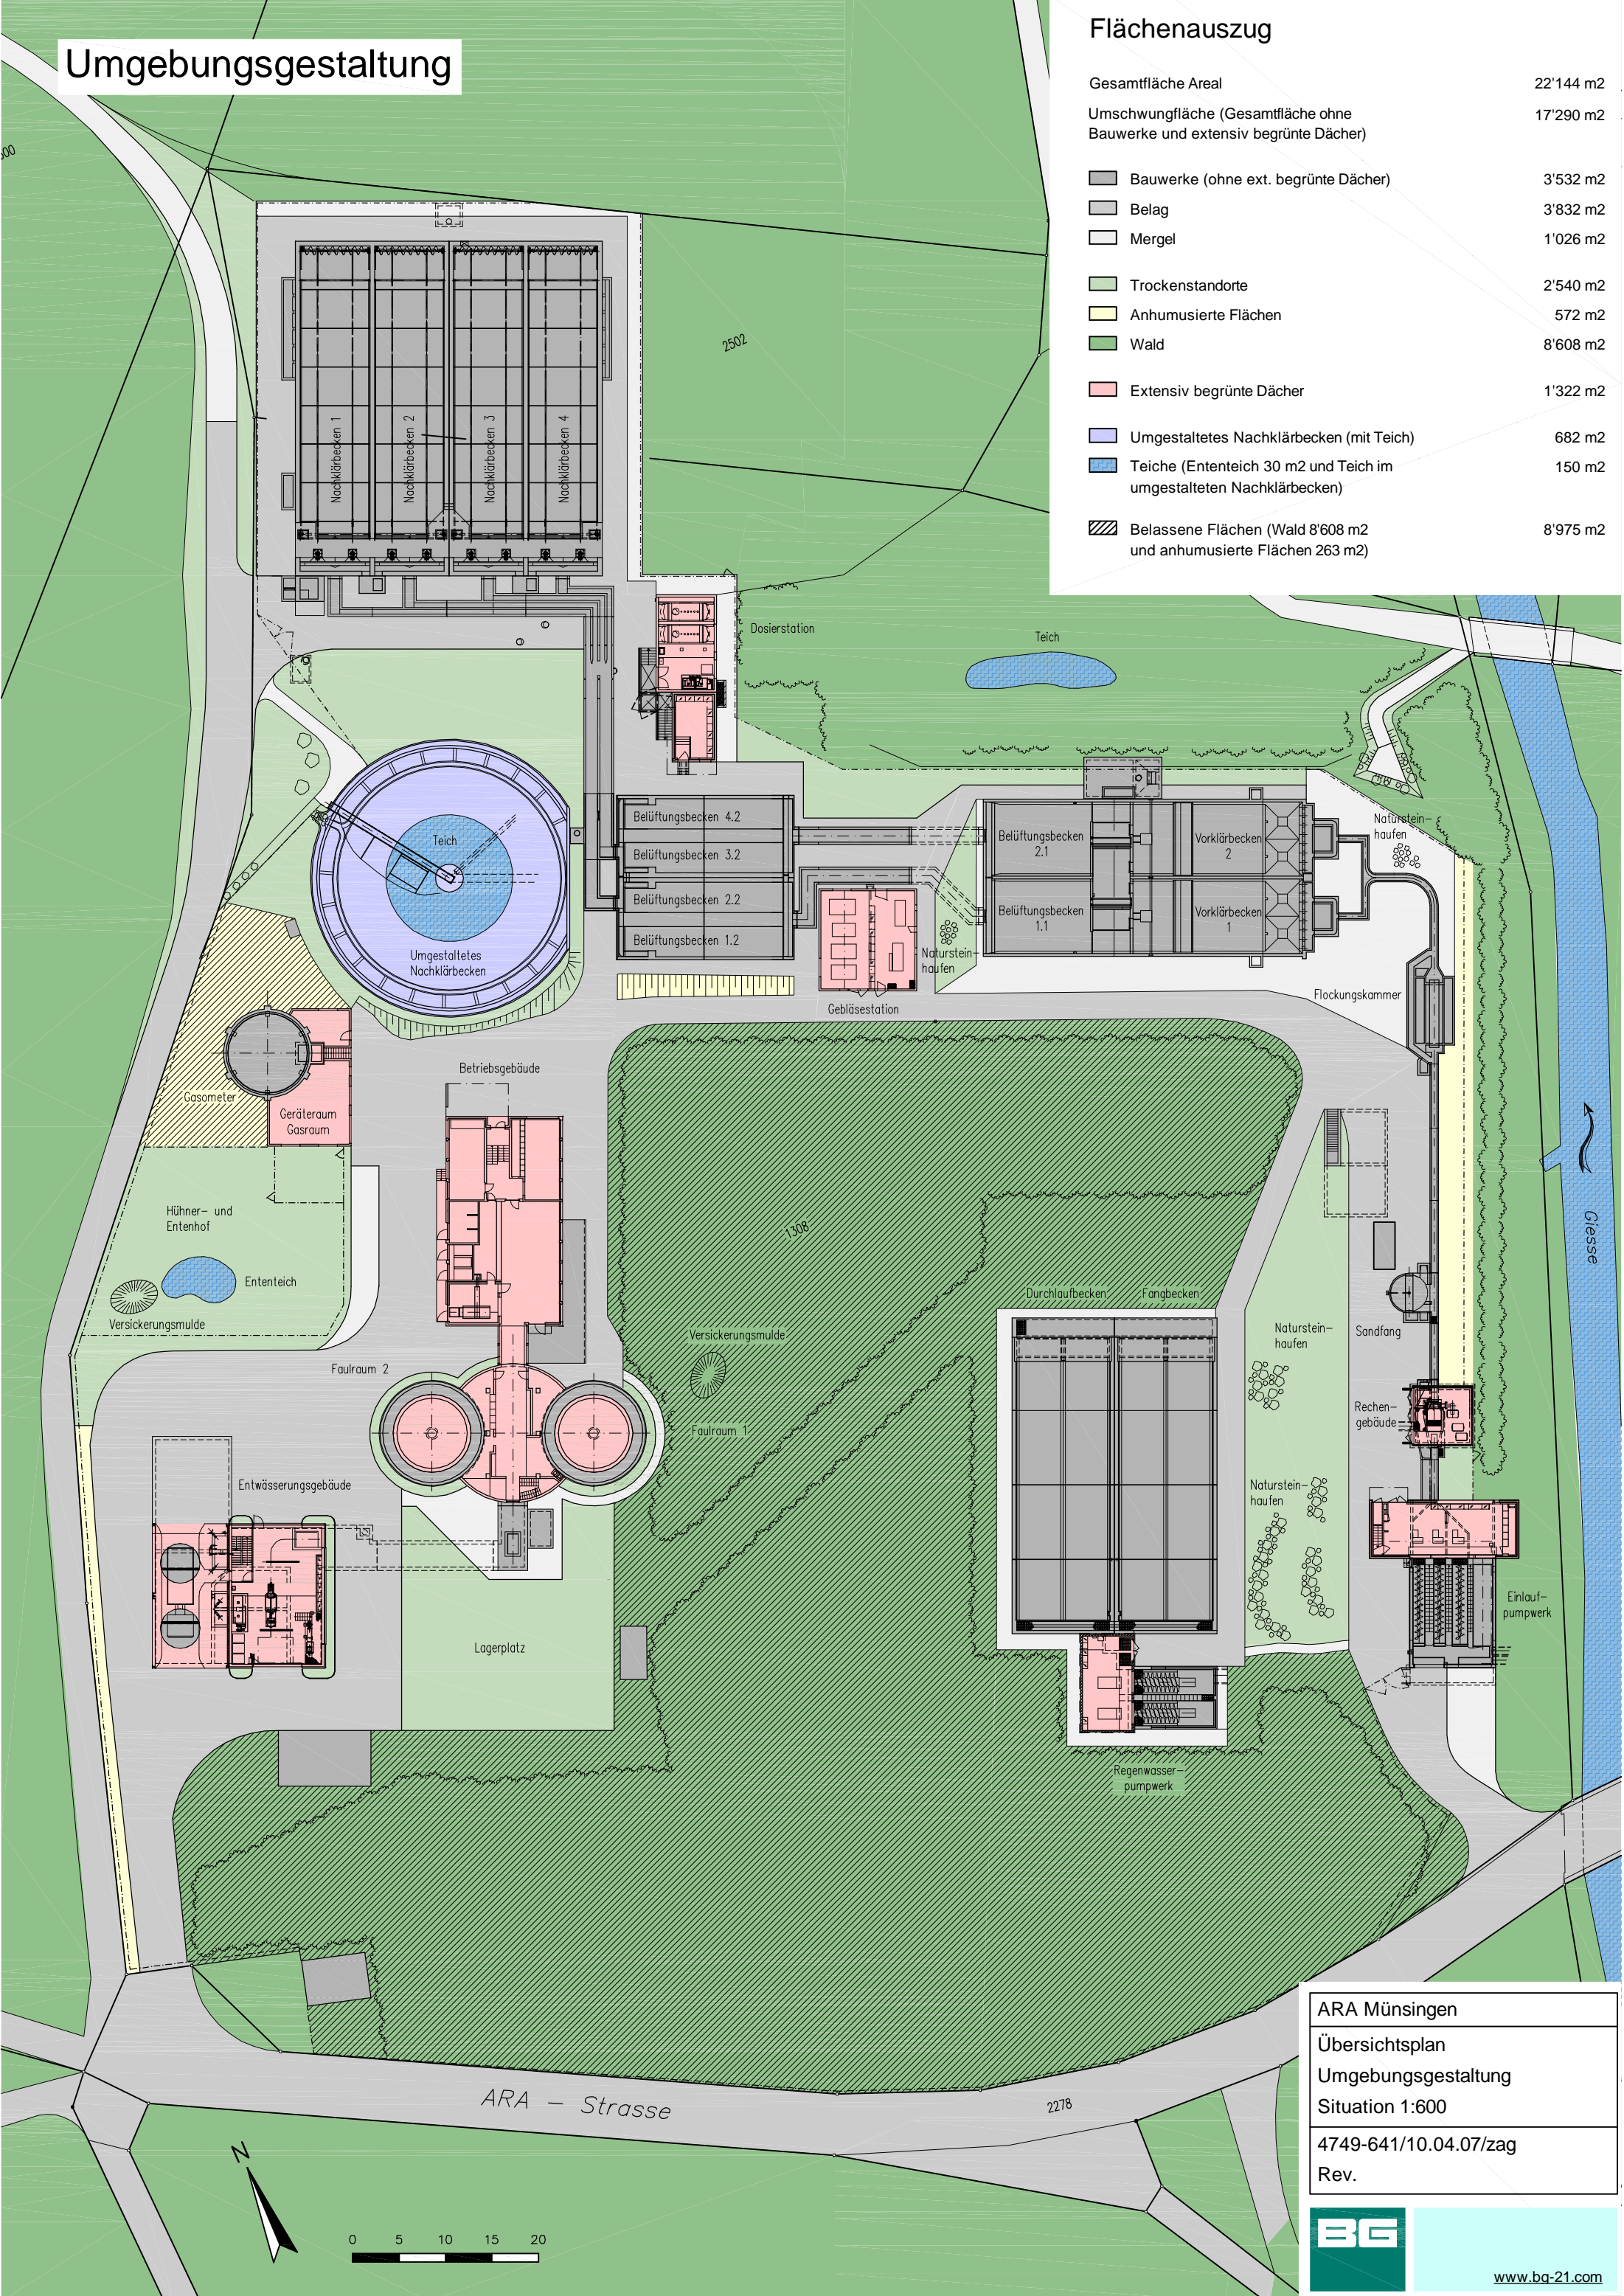 Umgebungsgestaltung
Flächenauszug
Gesamtfläche Areal 22'144 m2
Umschwungfläche (Gesamtfläche ohne 17'290 m2
Bauwerke und extensiv begrünte Dächer)
Bauwerke (ohne ext. begrünte Dächer) 3'532 m2
Belag 3'832 m2
Mergel 1'026 m2
Trockenstandorte 2'540 m2
Anhumusierte Flächen 572 m2
Wald 8'608 m2
Extensiv begrünte Dächer 1'322 m2
Umgestaltetes Nachklärbecken (mit Teich) 682 m2
Teiche (Ententeich 30 m2 und Teich im 150 m2
umgestalteten Nachklärbecken)
Belassene Flächen (Wald 8'608 m2 8'975 m2
und anhumusierte Flächen 263 m2)
2502
Nachklärbecken 1
Nachklärbecken 2
Nachklärbecken 3
Nachklärbecken 4
Dosierstation
Teich
Teich
Umgestaltetes
Nachklärbecken
Belüftungsbecken 4.2
Belüftungsbecken 3.2
Belüftungsbecken 2.2
Belüftungsbecken 1.2
Belüftungsbecken
2.1
Belüftungsbecken
1.1
Vorklärbecken
2
Vorklärbecken
1
Naturstein-
haufen
Naturstein-
haufen
Gebläsestation
Flockungskammer
Gasometer
Geräteraum
Gasraum
Betriebsgebäude
Hühner- und
Entenhof
Ententeich
Versickerungsmulde
1308
Giesse
Durchlaufbecken
Fangbecken
Naturstein-
haufen
Sandfang
Versickerungsmulde
Faulraum 2
Faulraum 1
Rechen-
gebäude
Entwässerungsgebäude
Naturstein-
haufen
Einlauf-
pumpwerk
Lagerplatz
Regenwasser-
pumpwerk
ARA - Strasse
2278
N
0 5 10 15 20
ARA Münsingen
Übersichtsplan
Umgebungsgestaltung
Situation 1:600
4749-641/10.04.07/zag
Rev.
BG
www.bg-21.com